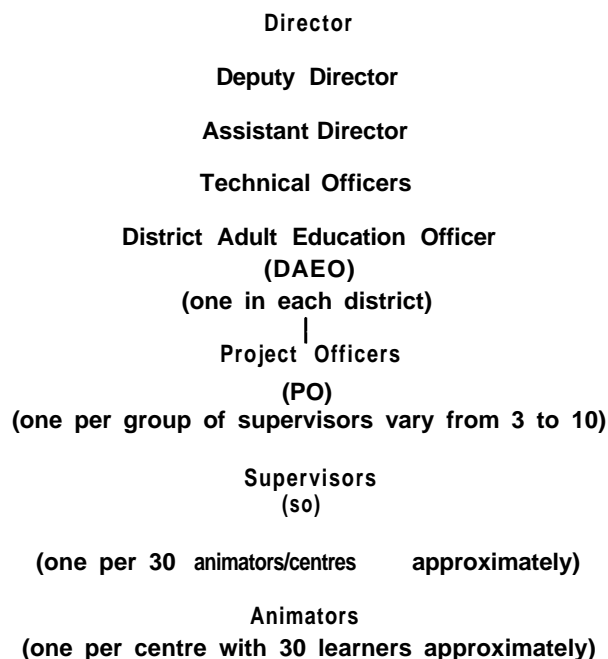 Director
Deputy Director
Assistant Director
Technical Officers
District Adult Education Officer
(DAEO)
(one in each district)
Project Officers
(PO)
(one per group of supervisors vary from 3 to 10)
Supervisors
(so)
(one per 30 animators/centres approximately)
Animators
(one per centre with 30 learners approximately)